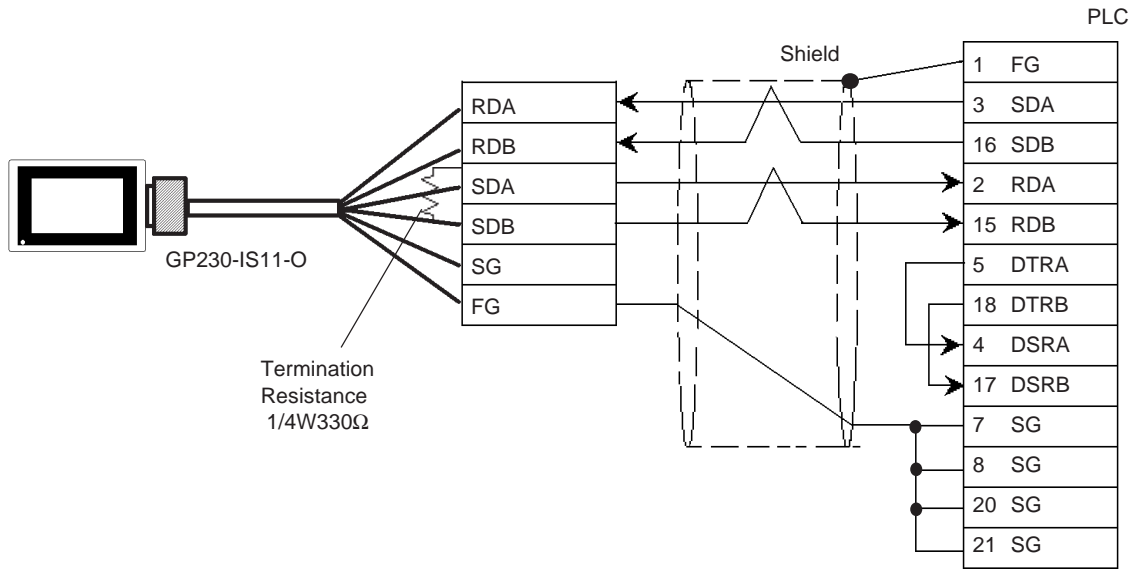 PLC
Shield
1 FG
3 SDA
16 SDB
2 RDA
15 RDB
5 DTRA
18 DTRB
4 DSRA
17 DSRB
7 SG
8 SG
20 SG
21 SG
RDA
RDB
SDA
SDB
SG
FG
GP230-IS11-O
Termination
Resistance
1/4W330Ω